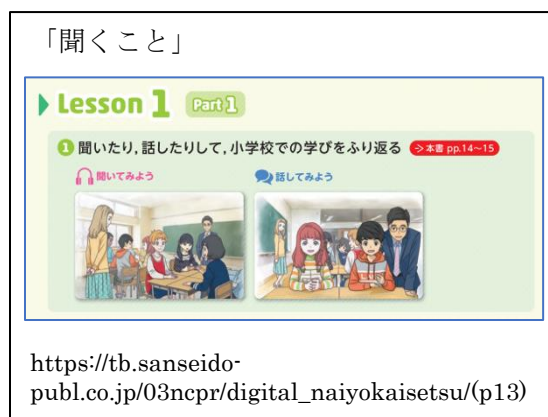 「聞くこと」
Lesson 1 Part 1
1 聞いたり,話したりして,小学校での学びをふり返る ->本書 pp.14~15
聞いてみよう 話してみよう
https://tb.sanseido-
publ.co.jp/03ncpr/digital_naiyokaisetsu/(p13)